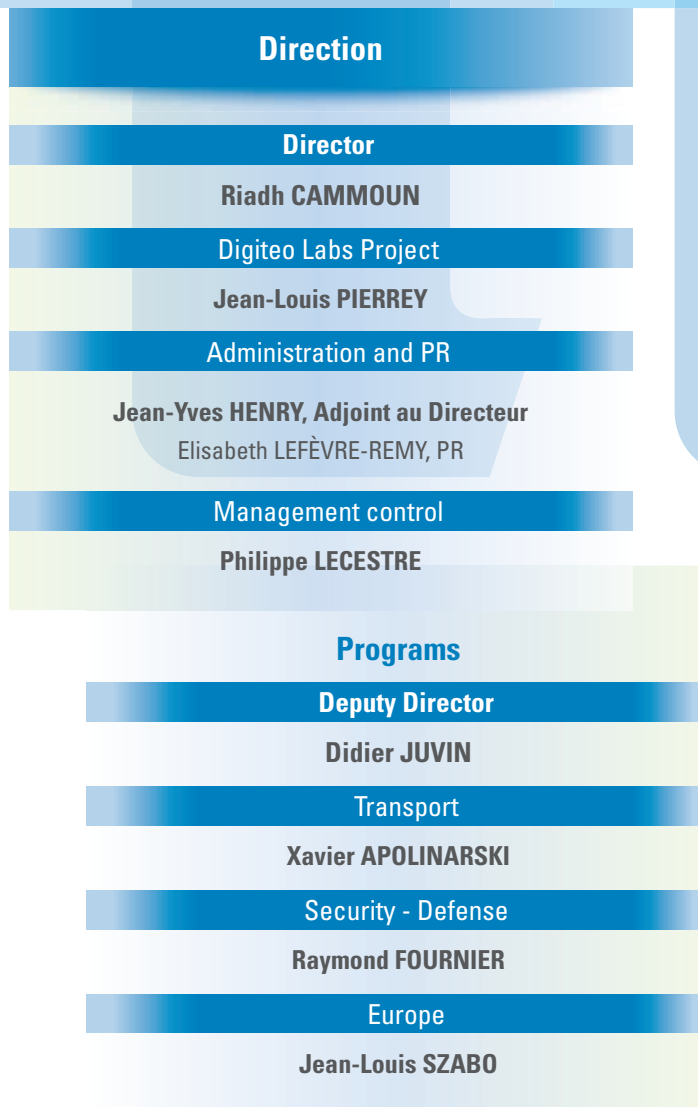 Direction
Director
Riadh CAMMOUN
Digiteo Labs Project
Jean-Louis PIERREY
Administration and PR
Jean-Yves HENRY, Adjoint au Directeur
Elisabeth LEFÈVRE-REMY, PR
Management control
Philippe LECESTRE
Programs
Deputy Director
Didier JUVIN
Transport
Xavier APOLINARSKI
Security - Defense
Raymond FOURNIER
Europe
Jean-Louis SZABO